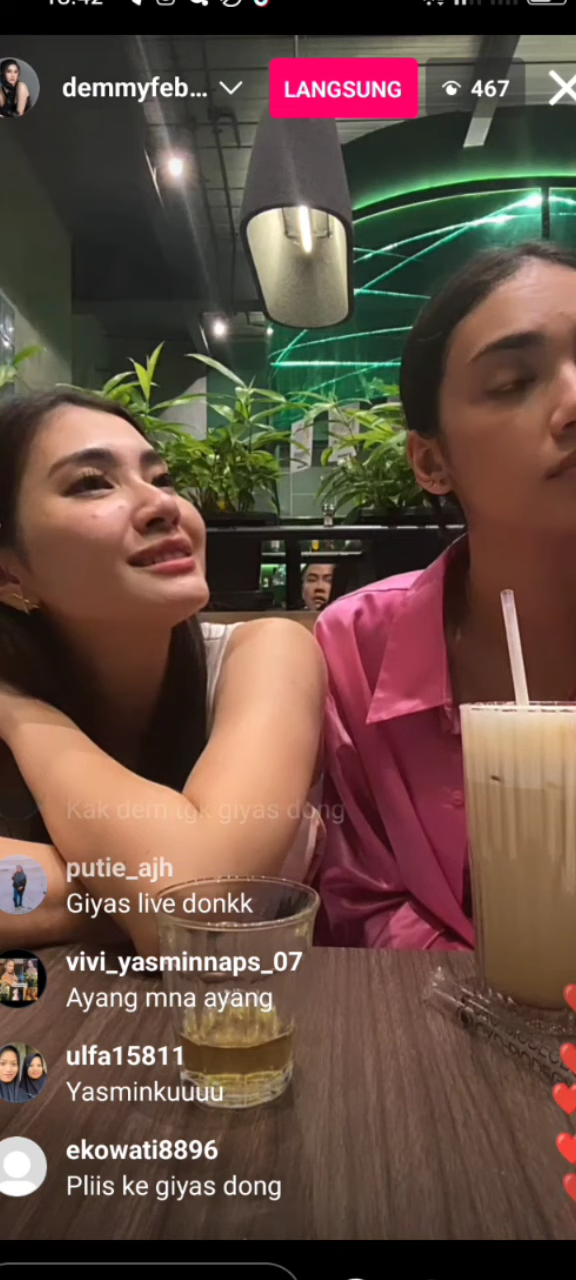 demmyfeb...
LANGSUNG
467
Kak dem tgk giyas dong
putie_ajh
Giyas live donkk
vivi_yasminnaps_07
Ayang mna ayang
ulfa15811
Yasminkuuuu
ekowati8896
Pliis ke giyas dong